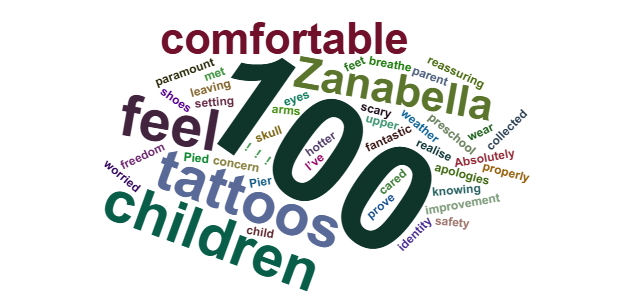 comfortable
100
Zanabella
feel
tattoos
children
paramount
met
leaving
shoes
setting
eyes
arms
feet
breathe
parent
reassuring
scary
upper
weather
preschool
wear
collected
fantastic
realise
Absolutely
properly
apologies
knowing
improvement
safety
identity
cared
prove
hotter
I've
skull
! ! !
Pied
concern
freedom
worried
Pier
child